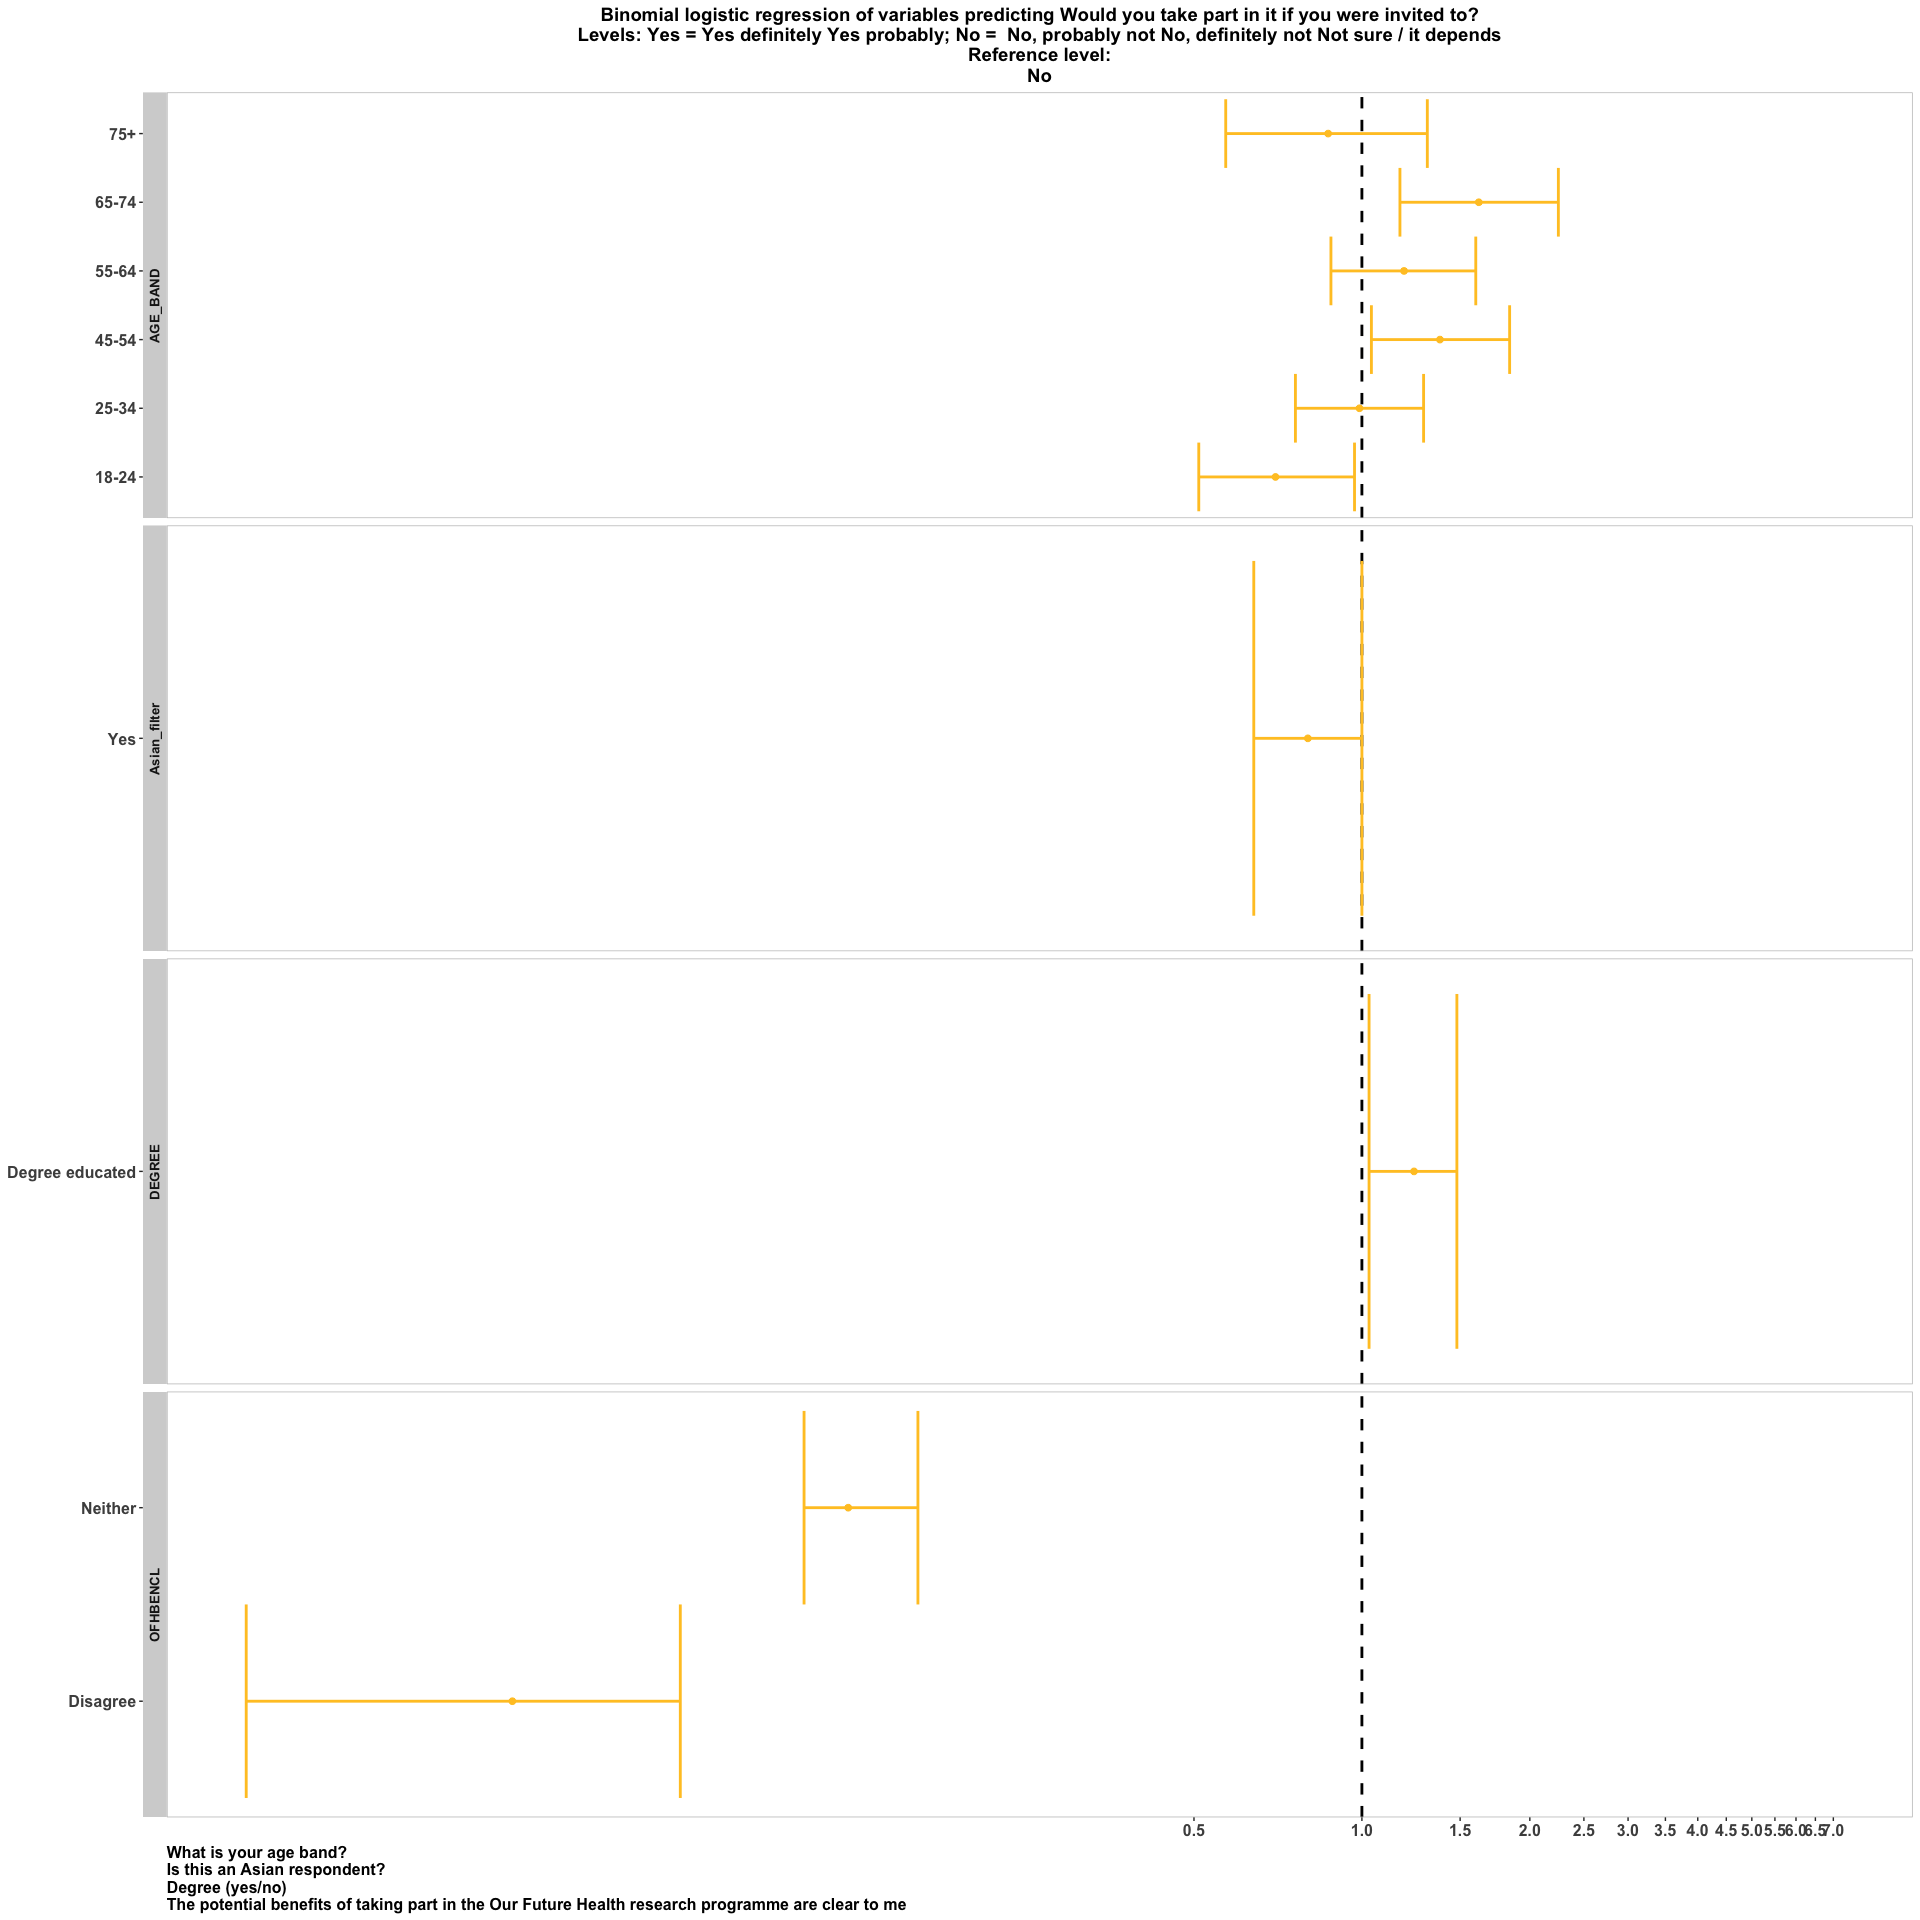 Binomial logistic regression of variables predicting Would you take part in it if you were invited to?
Levels: Yes = Yes definitely Yes probably; No =  No, probably not No, definitely not Not sure / it depends
Reference level:
No
AGE_BAND
75+
65-74
55-64
45-54
25-34
18-24
Asian_filter
Yes
DEGREE
Degree educated
OFHBENCL
Neither
Disagree
0.5 1.0 1.5 2.0 2.5 3.0 3.5 4.0 4.5 5.0 5.5 6.0 6.5 7.0
What is your age band?
Is this an Asian respondent?
Degree (yes/no)
The potential benefits of taking part in the Our Future Health research programme are clear to me